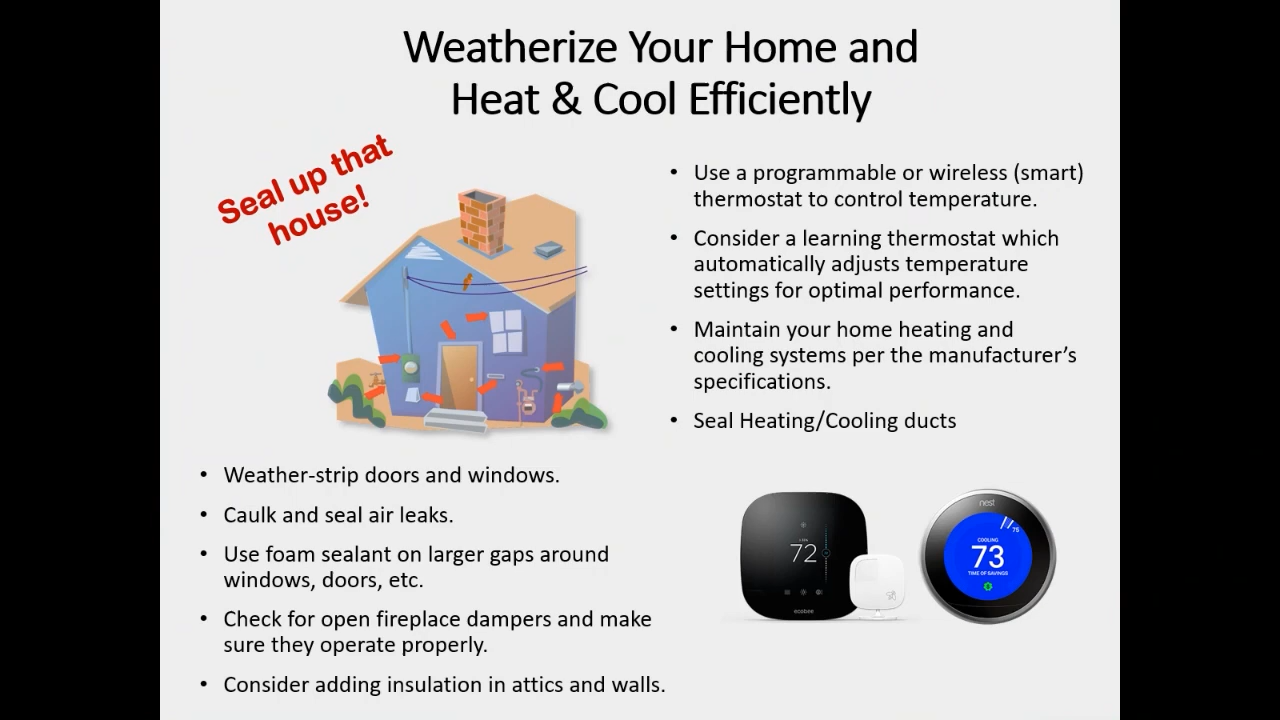 Weatherize Your Home and
Heat & Cool Efficiently
Seal up that
house!
• Use a programmable or wireless (smart)
thermostat to control temperature.
• Consider a learning thermostat which
automatically adjusts temperature
settings for optimal performance.
• Maintain your home heating and
cooling systems per the manufacturer’s
specifications.
• Seal Heating/Cooling ducts
• Weather-strip doors and windows.
• Caulk and seal air leaks.
• Use foam sealant on larger gaps around
windows, doors, etc.
• Check for open fireplace dampers and make
sure they operate properly.
• Consider adding insulation in attics and walls.
72
ecobee
nest
75
COOLING
73
TIME OF SAVINGS